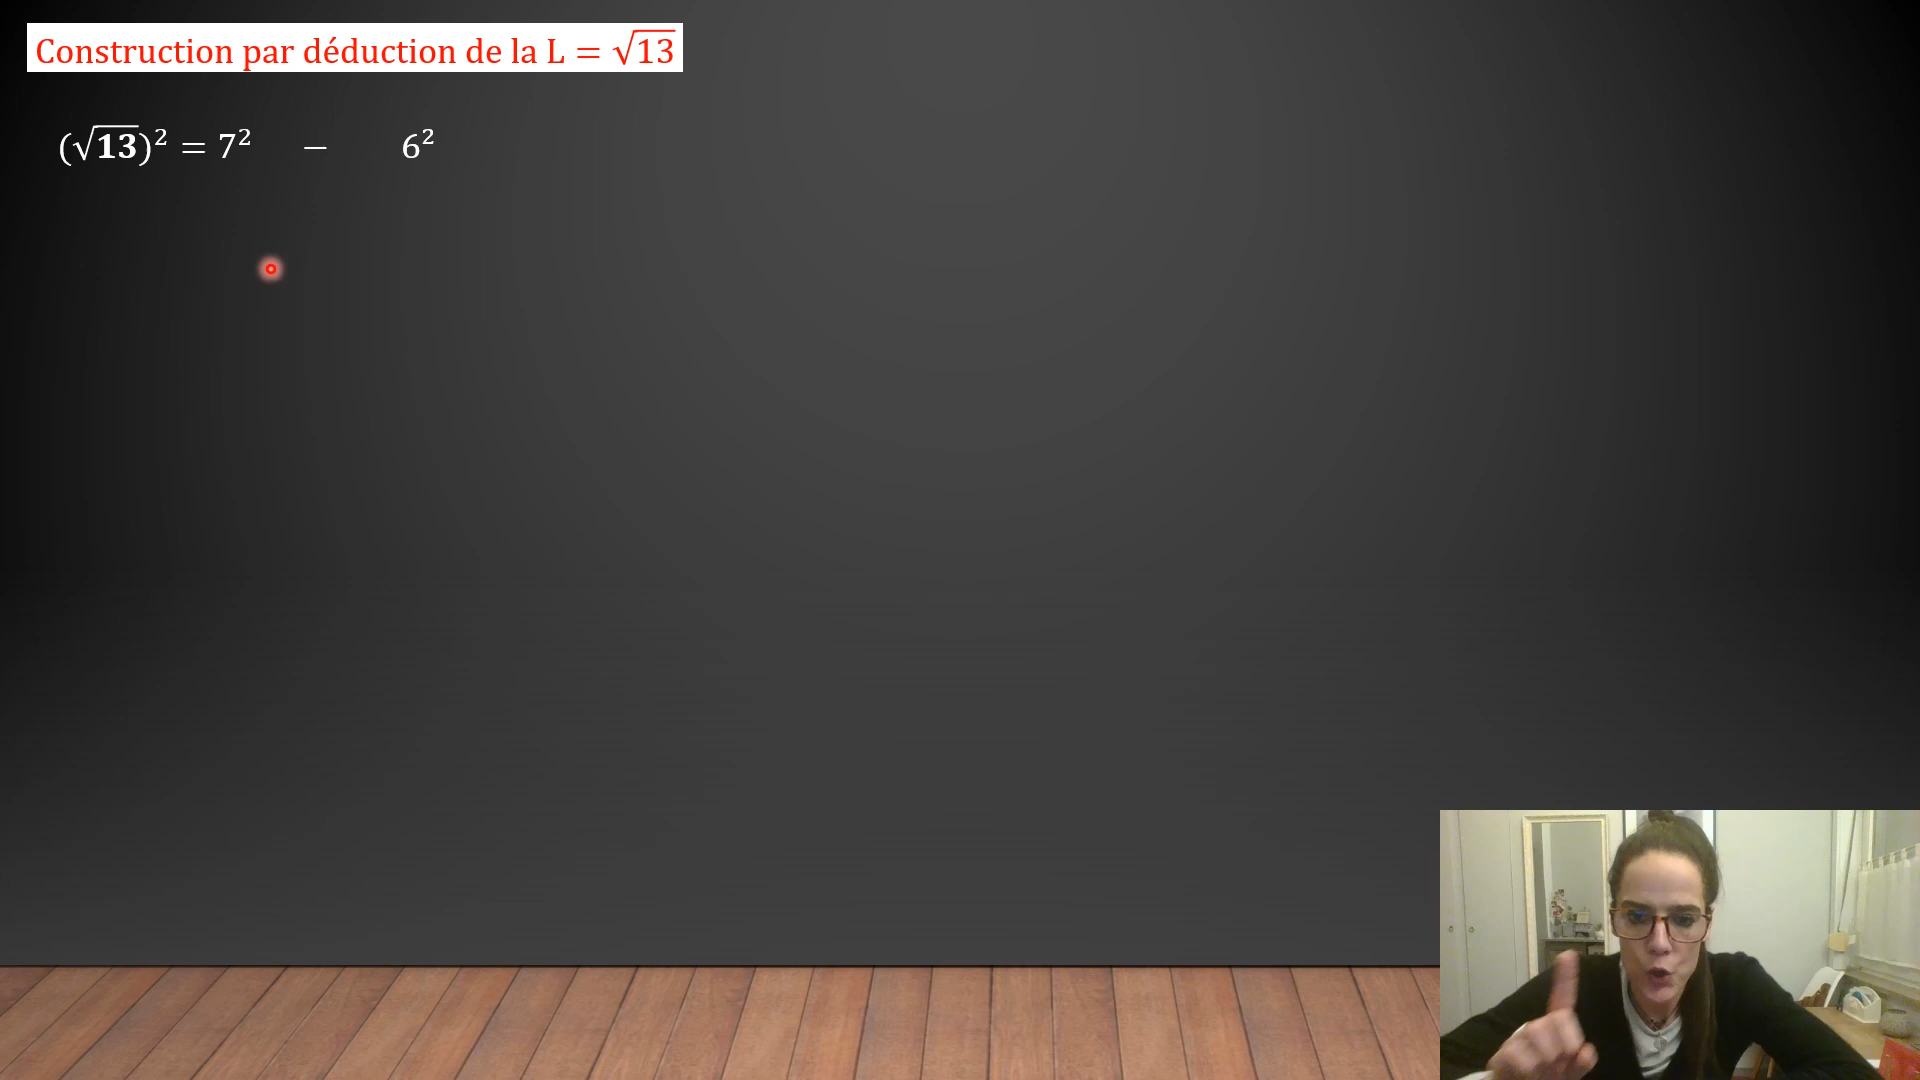 Construction par déduction de la L = √13
(√13)² = 7² − 6²